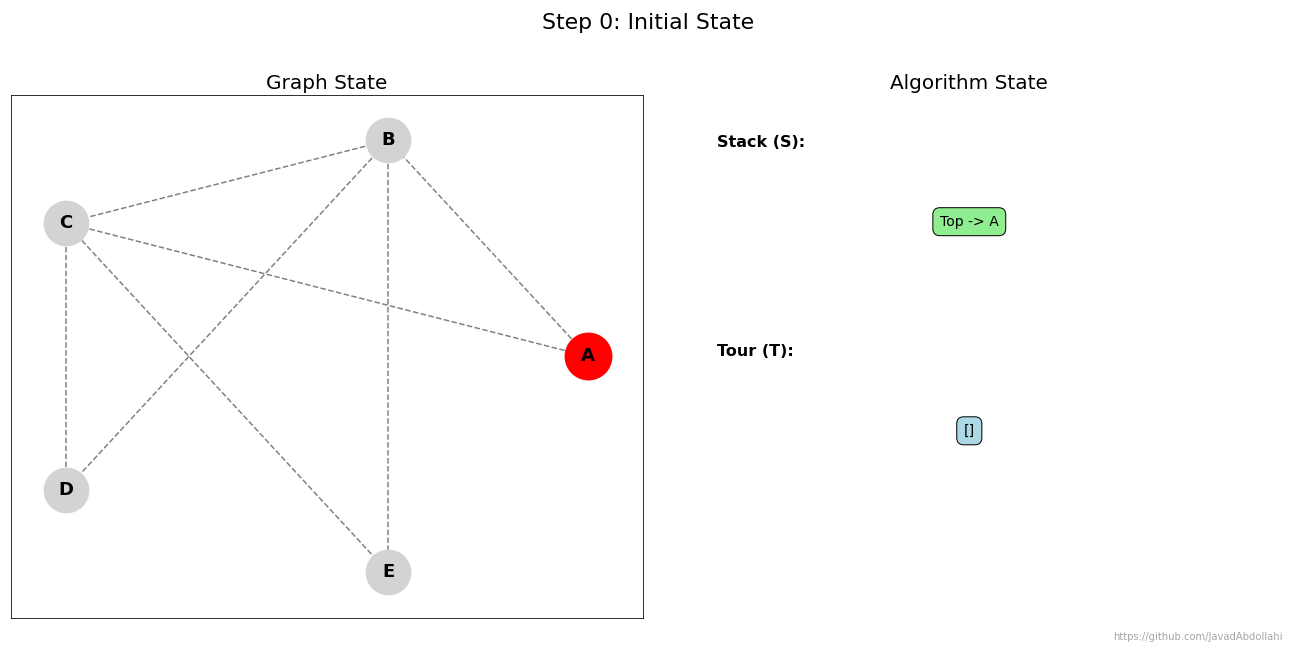 Step 0: Initial State
Graph State
B
C
A
D
E
Algorithm State
Stack (S):
Top -> A
Tour (T):
[]
https://github.com/JavadAbdollahi